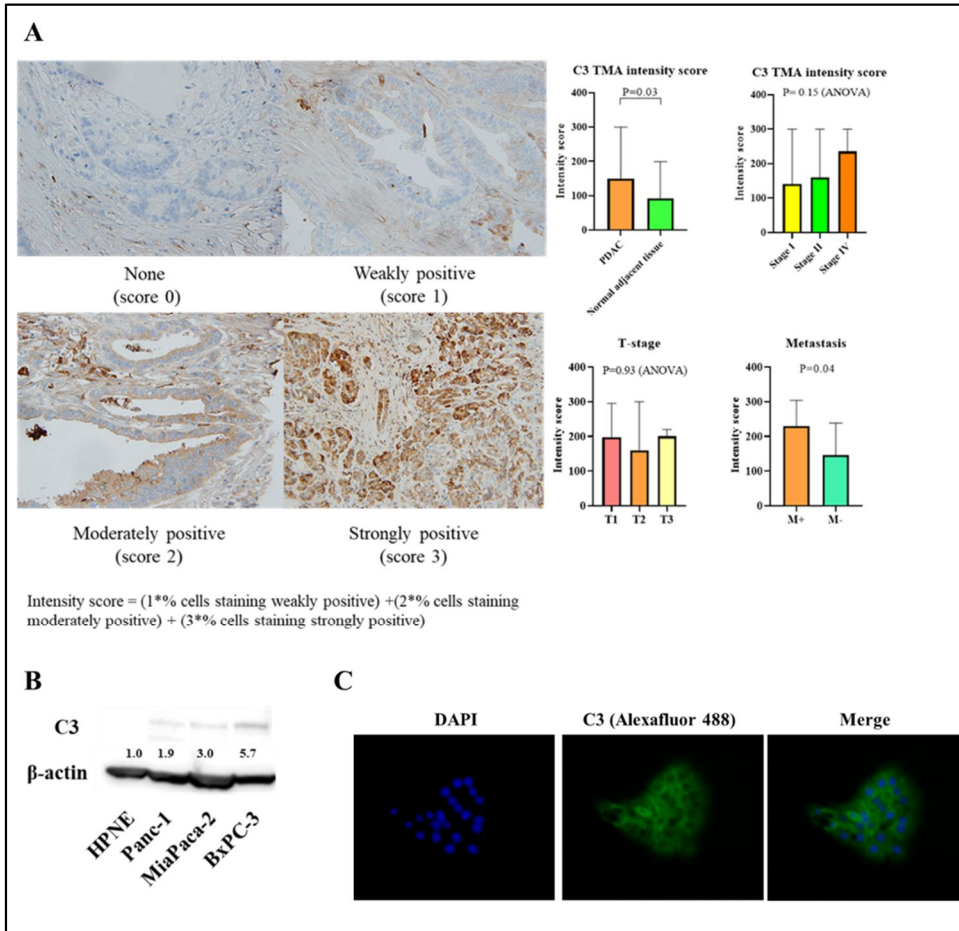 A
None
(score 0)
Weakly positive
(score 1)
Moderately positive
(score 2)
Strongly positive
(score 3)
Intensity score = (1*% cells staining weakly positive) +(2*% cells staining
moderately positive) + (3*% cells staining strongly positive)
C3 TMA intensity score
P=0.03
Intensity score
400
300
200
100
0
PDAC
Normal adjacent tissue
C3 TMA intensity score
P= 0.15 (ANOVA)
Intensity score
400
300
200
100
0
Stage I
Stage II
Stage IV
T-stage
P=0.93 (ANOVA)
Intensity score
400
300
200
100
0
T1 T2 T3
Metastasis
P=0.04
Intensity score
400
300
200
100
0
M+ M-
B
C3
1.0 1.9 3.0 5.7
β-actin
HPNE
Panc-1
MiaPaca-2
BxPC-3
C
DAPI
C3 (Alexafluor 488)
Merge